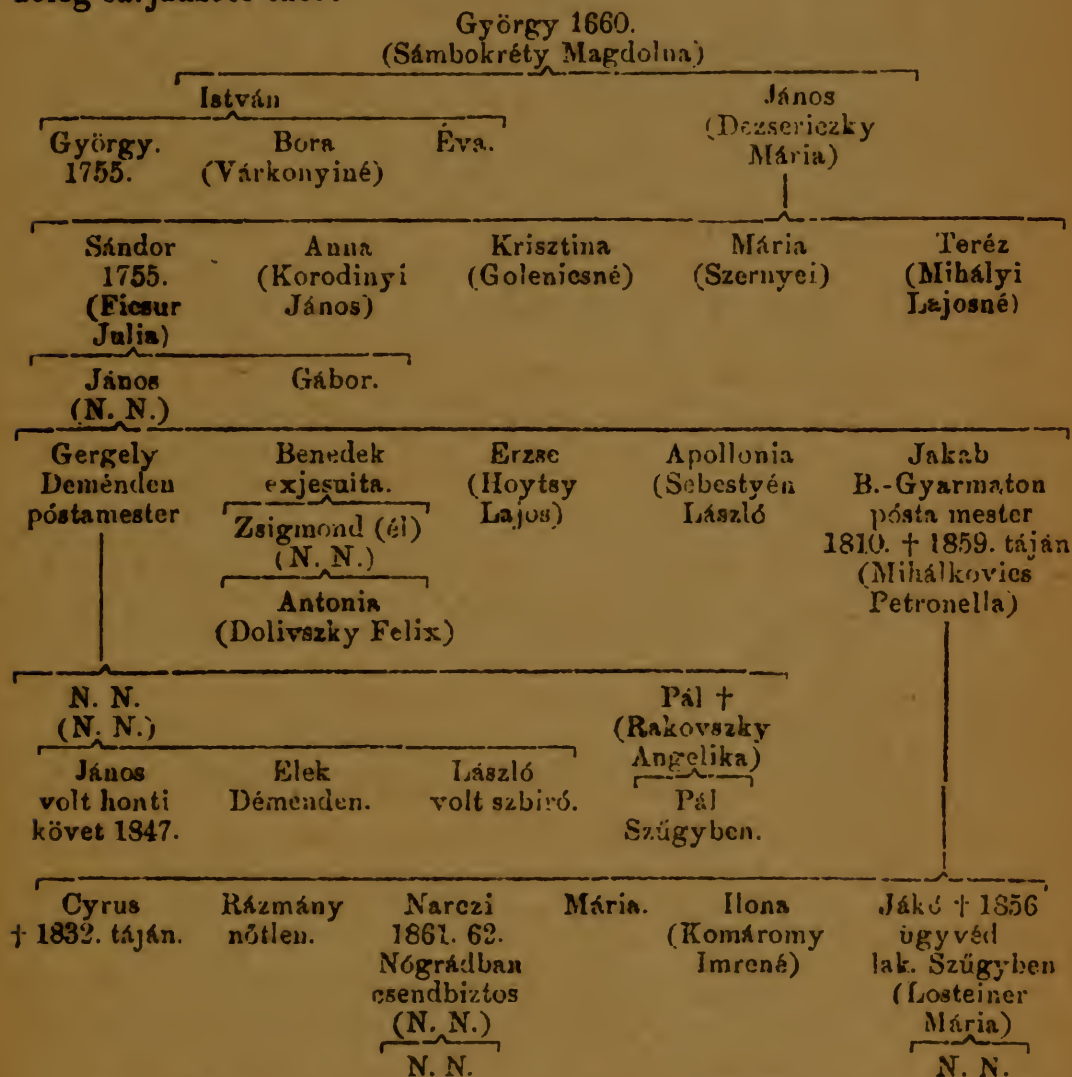 György 1660.
(Sámbokréty Magdolna)
István
János
(Dezsericzky
Mária)
György.
1755.
Bora
(Várkonyiné)
Éva.
Sándor
1755.
(Ficsur
Julia)
Anna
(Korodinyi
János)
Krisztina
(Golenicsné)
Mária
(Szernyei)
Teréz
(Mihályi
Lajosné)
János
(N. N.)
Gábor.
Gergely
Deménden
póstamester
Benedek
exjesuita.
Zsigmond (él)
(N. N.)
Antonia
(Dolivszky Felix)
Erzse
(Hoytsy
Lajos)
Apollonia
(Sebestyén
László
Jakab
B.-Gyarmaton
pósta mester
1810. † 1859. táján
(Mihálkovics
Petronella)
N. N.
(N. N.)
Pál †
(Rakovszky
Angelika)
János
volt honti
követ 1847.
Elek
Démenden.
László
volt szbiró.
Pál
Szűgyben.
Cyrus
† 1832. táján.
Rázmány
nőtlen.
Narczi
1861. 62.
Nógrádban
csendbiztos
(N. N.)
N. N.
Mária.
Ilona
(Komáromy
Imrené)
Jákó † 1856
ügyvéd
lak. Szűgyben
(Losteiner
Mária)
N. N.